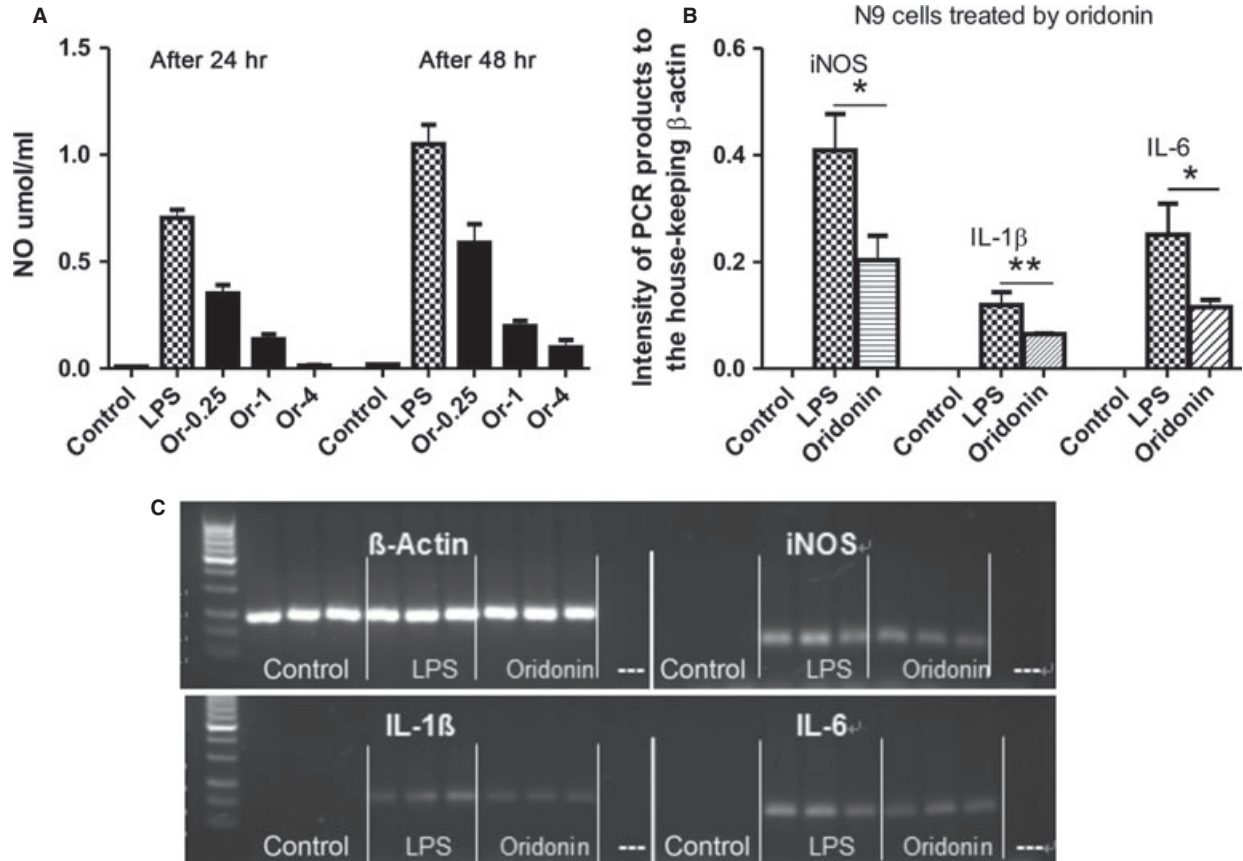 A
1.5
1.0
0.5
0.0
NO umol/ml
After 24 hr
After 48 hr
Control
LPS
Or-0.25
Or-1
Or-4
Control
LPS
Or-0.25
Or-1
Or-4
B
N9 cells treated by oridonin
Intensity of PCR products to
the house-keeping β-actin
0.6
0.4
0.2
0.0
iNOS
*
IL-1β
**
IL-6
*
Control
LPS
Oridonin
Control
LPS
Oridonin
Control
LPS
Oridonin
C
ß-Actin
iNOS↵
Control LPS Oridonin ---
Control LPS Oridonin ---↵
IL-1ß
IL-6↵
Control LPS Oridonin ---
Control LPS Oridonin ---↵